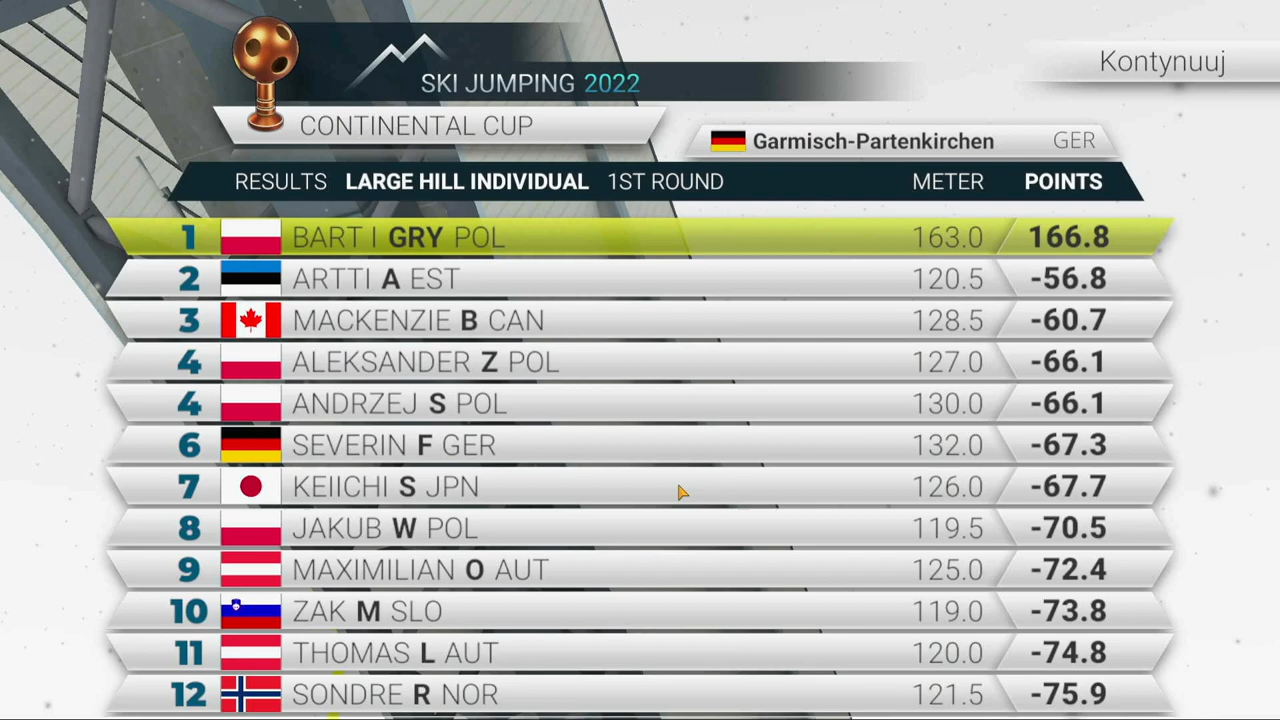 SKI JUMPING 2022
Kontynuuj
CONTINENTAL CUP
Garmisch-Partenkirchen GER
RESULTS LARGE HILL INDIVIDUAL 1ST ROUND METER POINTS
1 BART I GRY POL 163.0 166.8
2 ARTTI A EST 120.5 -56.8
3 MACKENZIE B CAN 128.5 -60.7
4 ALEKSANDER Z POL 127.0 -66.1
4 ANDRZEJ S POL 130.0 -66.1
6 SEVERIN F GER 132.0 -67.3
7 KEIICHI S JPN 126.0 -67.7
8 JAKUB W POL 119.5 -70.5
9 MAXIMILIAN O AUT 125.0 -72.4
10 ZAK M SLO 119.0 -73.8
11 THOMAS L AUT 120.0 -74.8
12 SONDRE R NOR 121.5 -75.9